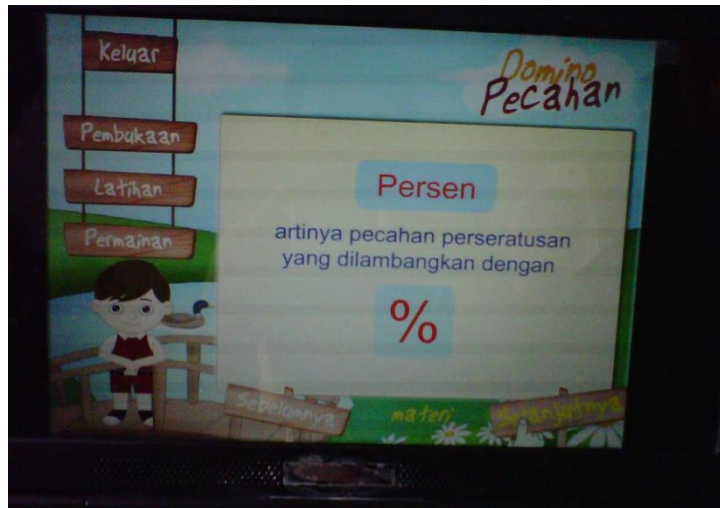 Keluar
Domino
Pecahan
Pembukaan
Latihan
Permainan
Persen
artinya pecahan perseratusan
yang dilambangkan dengan
%
Sebelumnya
materi
Selanjutnya